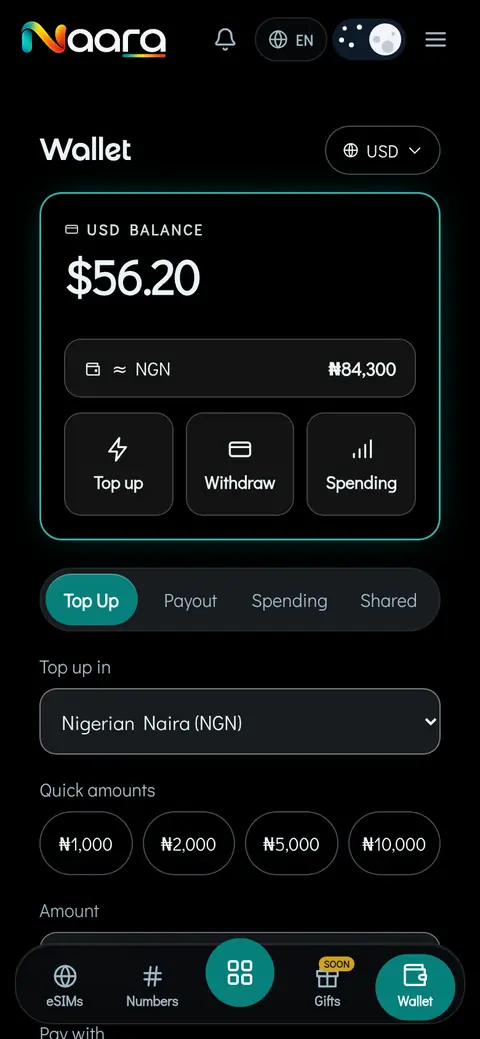 Naara
EN
Wallet
USD
USD BALANCE
$56.20
≈ NGN
₦84,300
Top up
Withdraw
Spending
Top Up
Payout
Spending
Shared
Top up in
Nigerian Naira (NGN)
Quick amounts
₦1,000
₦2,000
₦5,000
₦10,000
Amount
eSIMs
Numbers
SOON
Gifts
Wallet
Pay with